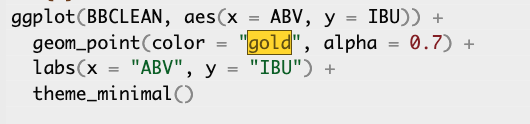 ggplot(BBCLEAN, aes(x = ABV, y = IBU)) +
  geom_point(color = "gold", alpha = 0.7) +
  labs(x = "ABV", y = "IBU") +
  theme_minimal()